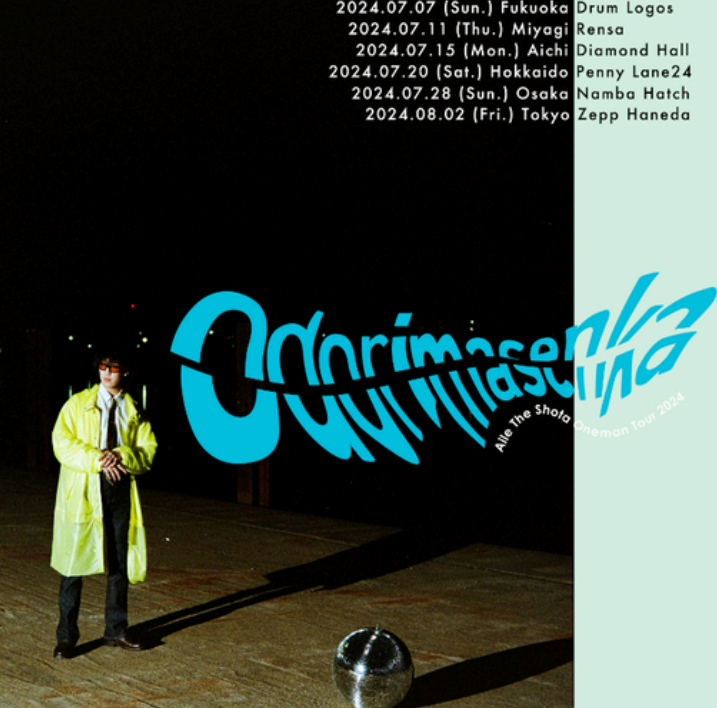 2024.07.07 (Sun.) Fukuoka Drum Logos
2024.07.11 (Thu.) Miyagi Rensa
2024.07.15 (Mon.) Aichi Diamond Hall
2024.07.20 (Sat.) Hokkaido Penny Lane24
2024.07.28 (Sun.) Osaka Namba Hatch
2024.08.02 (Fri.) Tokyo Zepp Haneda
Odorimasenka
Aile The Shota Oneman Tour 2024